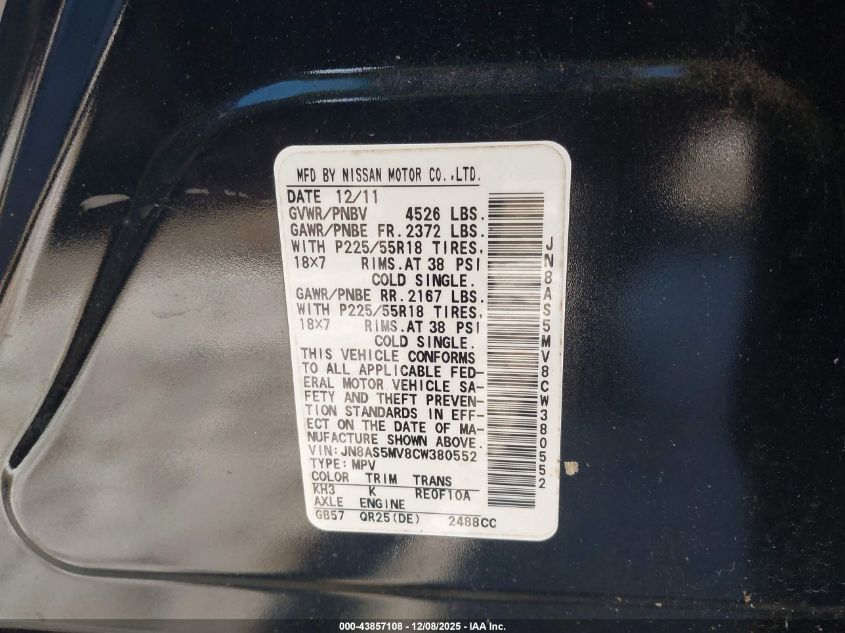 MFD BY NISSAN MOTOR CO.,LTD.
DATE 12/11
GVWR/PNBV 4526 LBS.
GAWR/PNBE FR.2372 LBS.
WITH P225/55R18 TIRES,
18X7 RIMS.AT 38 PSI
COLD SINGLE.
GAWR/PNBE RR.2167 LBS.
WITH P225/55R18 TIRES,
18X7 RIMS.AT 38 PSI
COLD SINGLE.
THIS VEHICLE CONFORMS
TO ALL APPLICABLE FED-
ERAL MOTOR VEHICLE SA-
FETY AND THEFT PREVEN-
TION STANDARDS IN EFF-
ECT ON THE DATE OF MA-
NUFACTURE SHOWN ABOVE.
VIN:JN8AS5MV8CW380552
TYPE:MPV
COLOR TRIM TRANS
KH3 K RE0F10A
AXLE ENGINE
GB57 QR25(DE) 2488CC
JN8AS5MV8CW380552
000-43857108 - 12/08/2025 - IAA Inc.